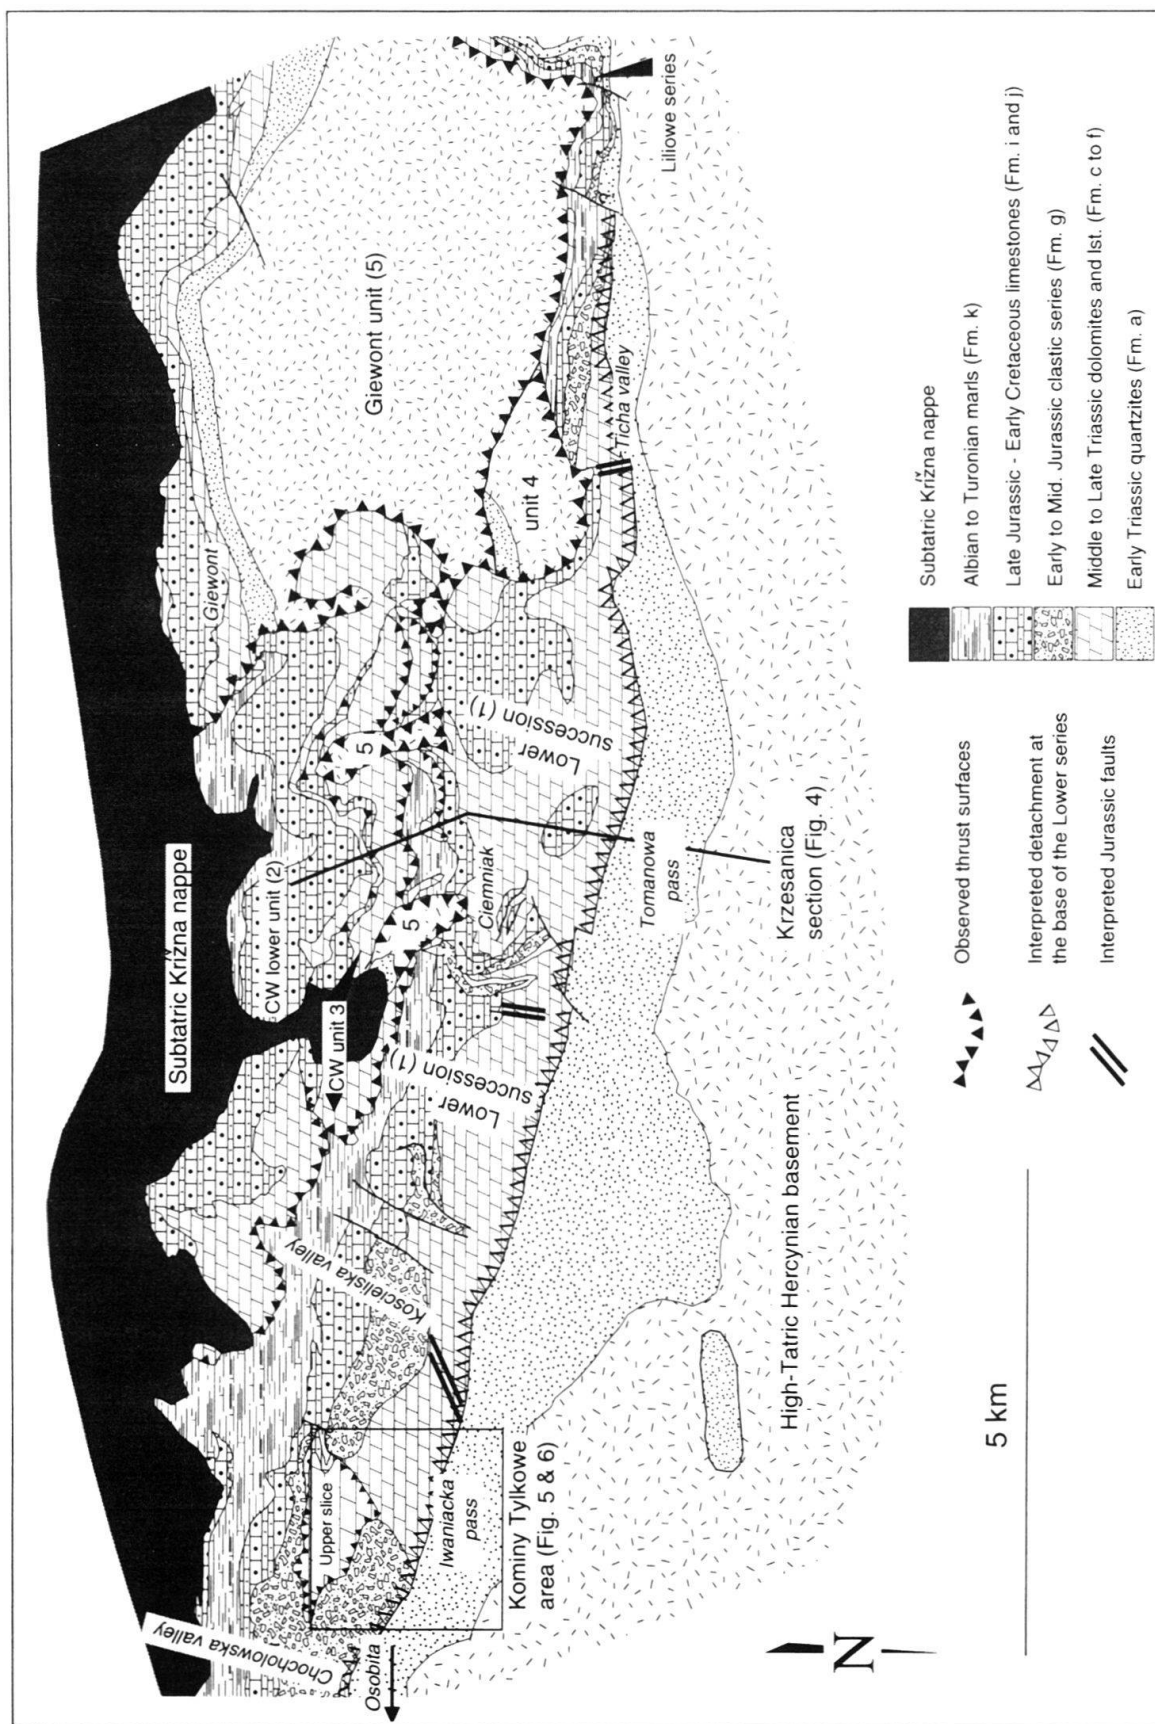 Subtatric Križna nappe
Chocholowska valley
Osobita
Upper slice
Iwaniacka
pass
Kominy Tylkowe
area (Fig. 5 & 6)
Koscieliska valley
CW unit 3
CW lower unit (2)
Lower
succession (1)
5
Ciemniak
5
Lower
succession (1)
Giewont
Giewont unit (5)
unit 4
Ticha valley
Liliowe series
Tomanowa
pass
Krzesanica
section (Fig. 4)
High-Tatric Hercynian basement
N
5 km
Observed thrust surfaces
Interpreted detachment at
the base of the Lower series
Interpreted Jurassic faults
Subtatric Križna nappe
Albian to Turonian marls (Fm. k)
Late Jurassic - Early Cretaceous limestones (Fm. i and j)
Early to Mid. Jurassic clastic series (Fm. g)
Middle to Late Triassic dolomites and lst. (Fm. c to f)
Early Triassic quartzites (Fm. a)